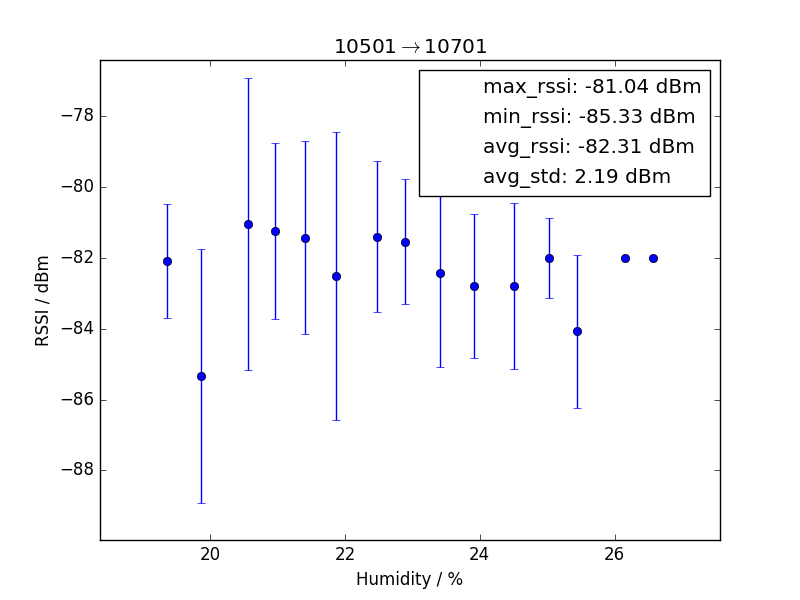 10501→10701
max_rssi: -81.04 dBm
min_rssi: -85.33 dBm
avg_rssi: -82.31 dBm
avg_std: 2.19 dBm
−78
−80
−82
−84
−86
−88
RSSI / dBm
20 22 24 26
Humidity / %